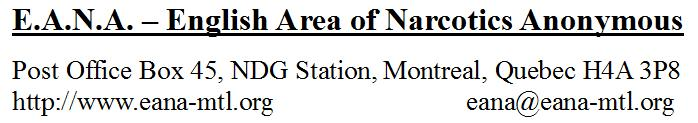 E.A.N.A. – English Area of Narcotics Anonymous
Post Office Box 45, NDG Station, Montreal, Quebec H4A 3P8
http://www.eana-mtl.org eana@eana-mtl.org